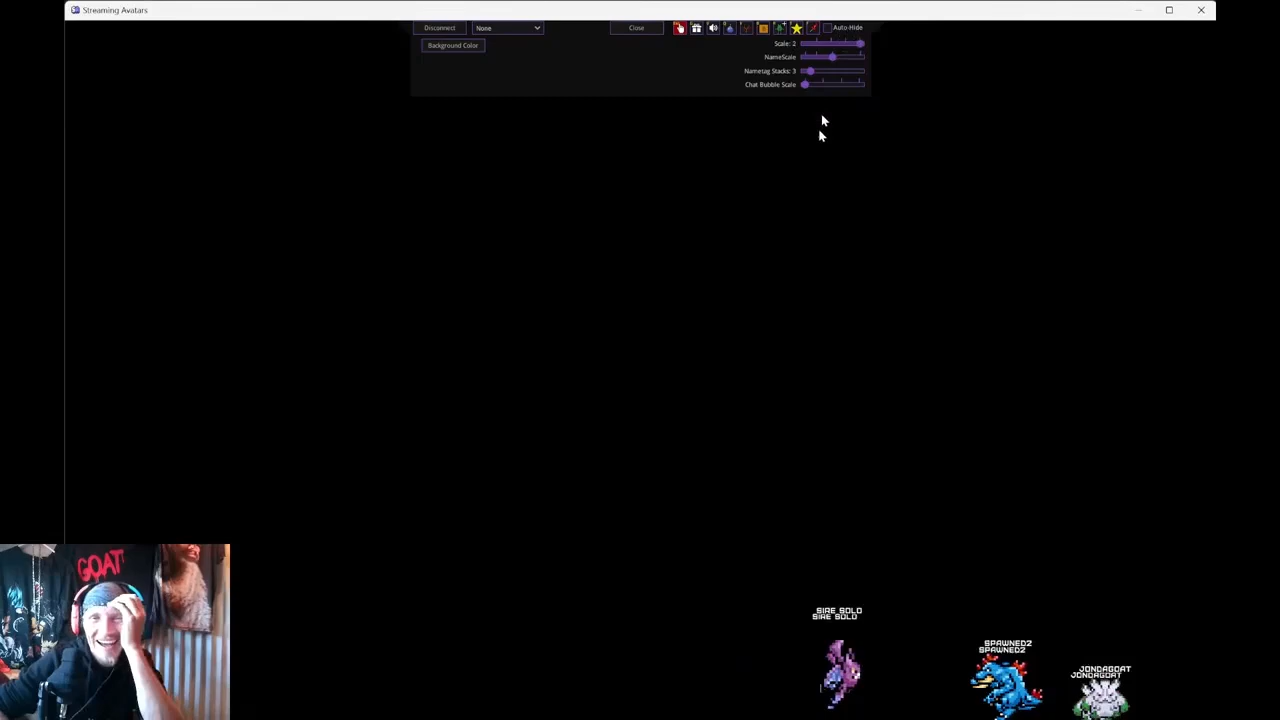 Streaming Avatars
Disconnect
None
Close
Auto-Hide
Background Color
Scale: 2
NameScale
Nametag Stacks: 3
Chat Bubble Scale
GOAT
SIRE SOLO
SIRE SOLO
SPAWNED2
SPAWNED2
JONDAGOAT
JONDAGOAT